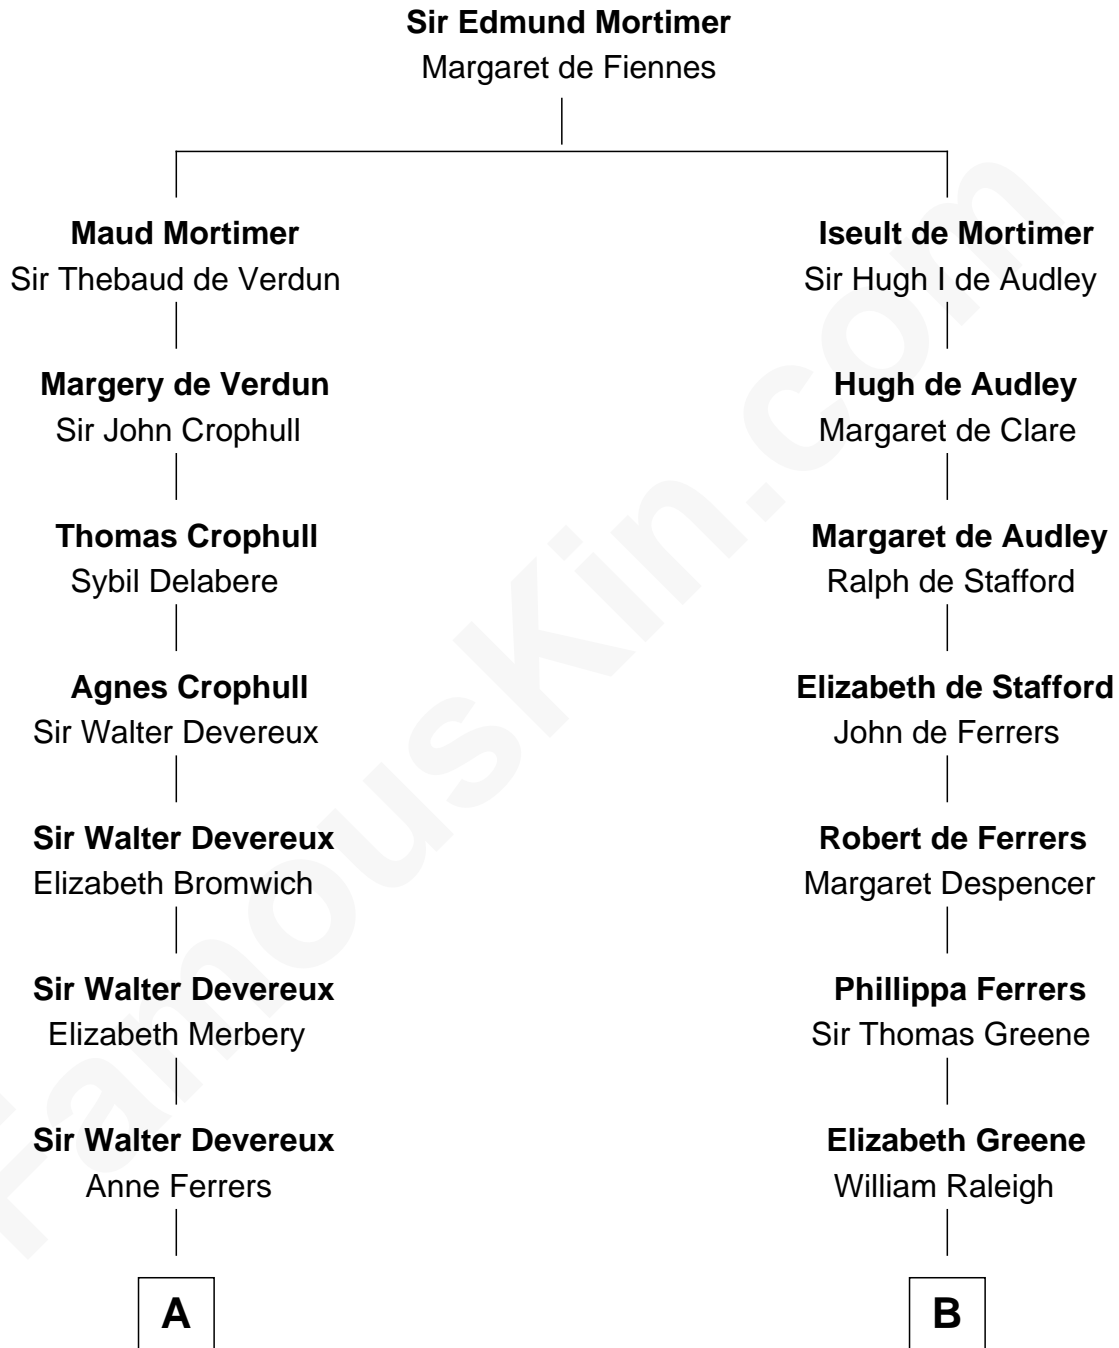 Sir Edmund Mortimer
Margaret de Fiennes
Maud Mortimer
Sir Thebaud de Verdun
Iseult de Mortimer
Sir Hugh I de Audley
Margery de Verdun
Sir John Crophull
Hugh de Audley
Margaret de Clare
Thomas Crophull
Sybil Delabere
Margaret de Audley
Ralph de Stafford
Agnes Crophull
Sir Walter Devereux
Elizabeth de Stafford
John de Ferrers
Sir Walter Devereux
Elizabeth Bromwich
Robert de Ferrers
Margaret Despencer
Sir Walter Devereux
Elizabeth Merbery
Phillippa Ferrers
Sir Thomas Greene
Sir Walter Devereux
Anne Ferrers
Elizabeth Greene
William Raleigh
A
B
FamousKin.com